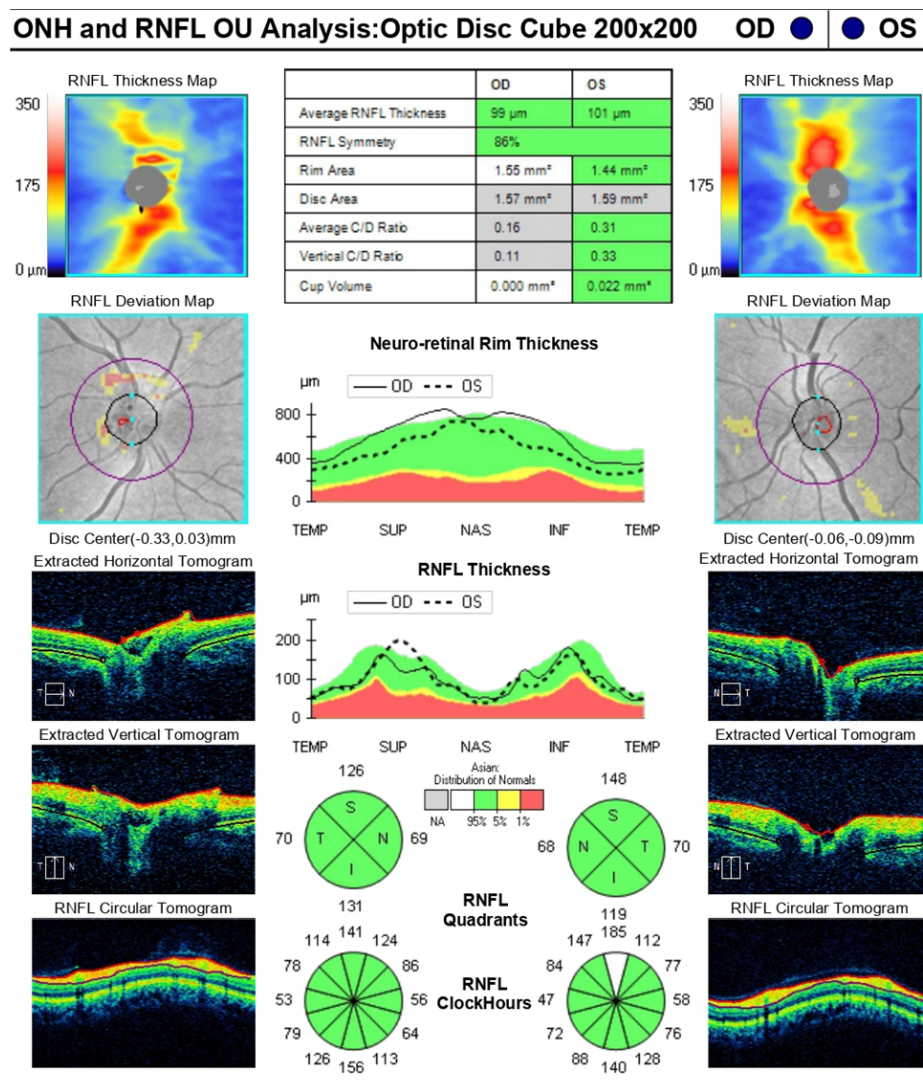 ONH and RNFL OU Analysis:Optic Disc Cube 200x200 OD OS
RNFL Thickness Map
350
175
0 µm
OD OS
Average RNFL Thickness 99 µm 101 µm
RNFL Symmetry 86%
Rim Area 1.55 mm² 1.44 mm²
Disc Area 1.57 mm² 1.59 mm²
Average C/D Ratio 0.16 0.31
Vertical C/D Ratio 0.11 0.33
Cup Volume 0.000 mm³ 0.022 mm³
RNFL Thickness Map
350
175
0 µm
RNFL Deviation Map
Disc Center(-0.33,0.03)mm
Neuro-retinal Rim Thickness
µm
OD OS
800
400
0
TEMP SUP NAS INF TEMP
RNFL Deviation Map
Disc Center(-0.06,-0.09)mm
Extracted Horizontal Tomogram
T N
RNFL Thickness
µm
OD OS
200
100
0
TEMP SUP NAS INF TEMP
Extracted Horizontal Tomogram
N T
Extracted Vertical Tomogram
T N
126
S
70 T N 69
I
131
Asian:
Distribution of Normals
NA 95% 5% 1%
148
S
68 N T 70
I
119
Extracted Vertical Tomogram
N T
RNFL
Quadrants
RNFL Circular Tomogram
141
114 124
78 86
53 56
79 64
126 113
156
RNFL
ClockHours
185
147 112
84 77
47 58
72 76
88 128
140
RNFL Circular Tomogram